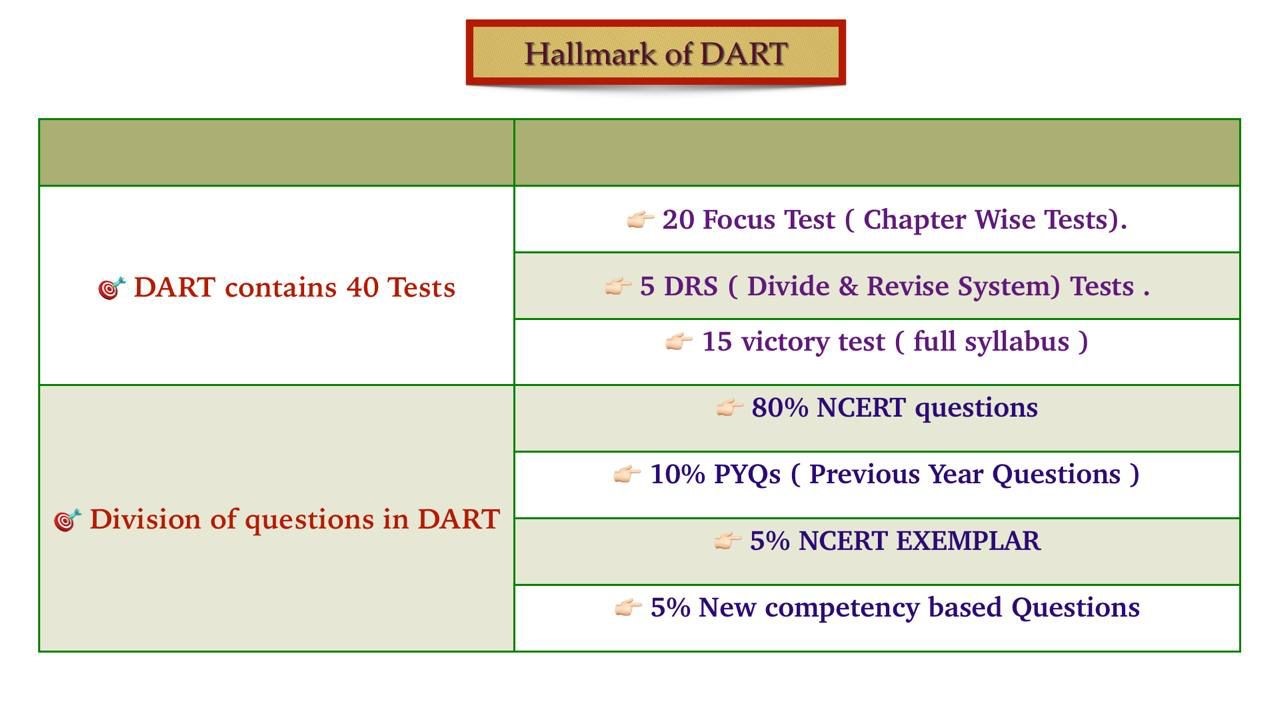 Hallmark of DART
🎯 DART contains 40 Tests
👉🏻 20 Focus Test ( Chapter Wise Tests).
👉🏻 5 DRS ( Divide & Revise System) Tests .
👉🏻 15 victory test ( full syllabus )
🎯 Division of questions in DART
👉🏻 80% NCERT questions
👉🏻 10% PYQs ( Previous Year Questions )
👉🏻 5% NCERT EXEMPLAR
👉🏻 5% New competency based Questions